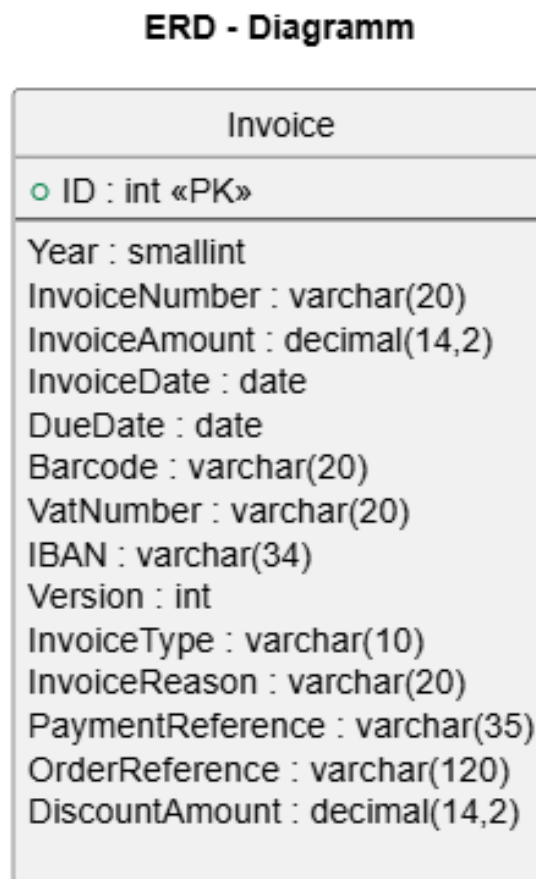 ERD - Diagramm
Invoice
ID : int «PK»
Year : smallint
InvoiceNumber : varchar(20)
InvoiceAmount : decimal(14,2)
InvoiceDate : date
DueDate : date
Barcode : varchar(20)
VatNumber : varchar(20)
IBAN : varchar(34)
Version : int
InvoiceType : varchar(10)
InvoiceReason : varchar(20)
PaymentReference : varchar(35)
OrderReference : varchar(120)
DiscountAmount : decimal(14,2)